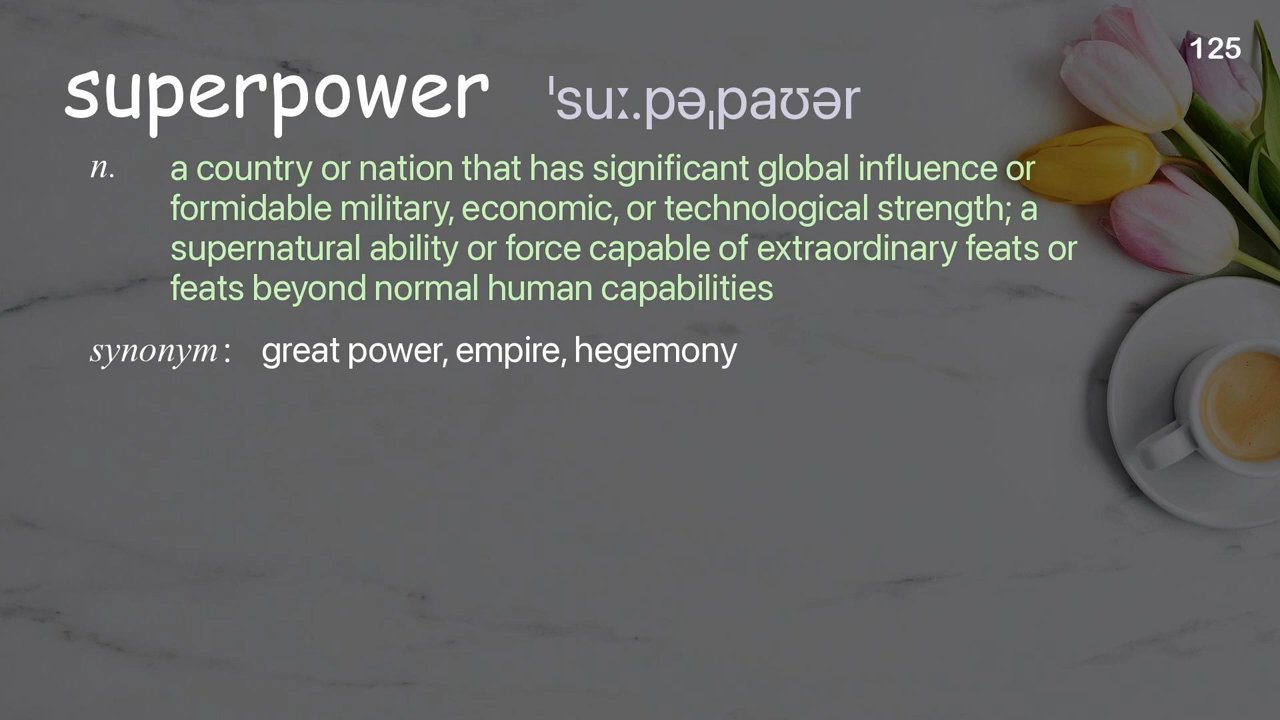 125
superpower ˈsuː.pəˌpaʊər
n. a country or nation that has significant global influence or
formidable military, economic, or technological strength; a
supernatural ability or force capable of extraordinary feats or
feats beyond normal human capabilities
synonym: great power, empire, hegemony